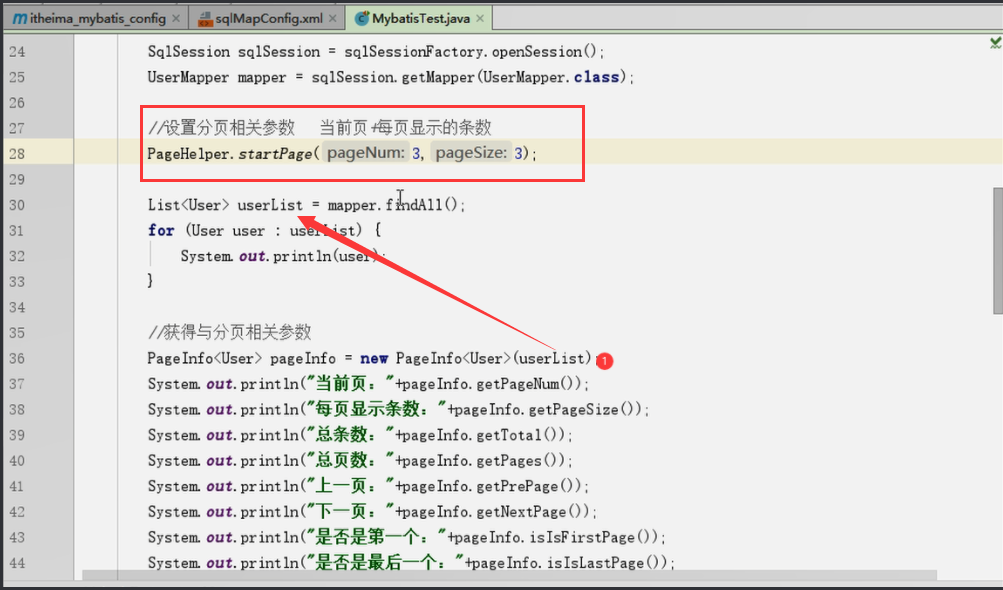 itheima_mybatis_config × sqlMapConfig.xml × MybatisTest.java ×
24 SqlSession sqlSession = sqlSessionFactory.openSession();
25 UserMapper mapper = sqlSession.getMapper(UserMapper.class);
26
27 //设置分页相关参数 当前页+每页显示的条数
28 PageHelper.startPage( pageNum: 3, pageSize: 3);
29
30 List<User> userList = mapper.findAll();
31 for (User user : userList) {
32 System.out.println(user);
33 }
34
35 //获得与分页相关参数
36 PageInfo<User> pageInfo = new PageInfo<User>(userList); 1
37 System.out.println("当前页："+pageInfo.getPageNum());
38 System.out.println("每页显示条数："+pageInfo.getPageSize());
39 System.out.println("总条数："+pageInfo.getTotal());
40 System.out.println("总页数："+pageInfo.getPages());
41 System.out.println("上一页："+pageInfo.getPrePage());
42 System.out.println("下一页："+pageInfo.getNextPage());
43 System.out.println("是否是第一个："+pageInfo.isIsFirstPage());
44 System.out.println("是否是最后一个："+pageInfo.isIsLastPage());